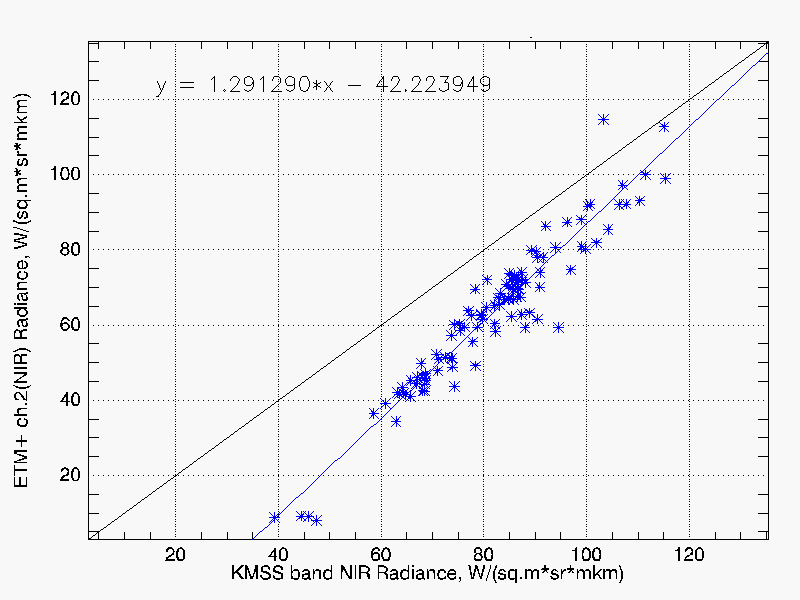 y = 1.291290*x − 42.223949
ETM+ ch.2(NIR) Radiance, W/(sq.m*sr*mkm)
120
100
80
60
40
20
20 40 60 80 100 120
KMSS band NIR Radiance, W/(sq.m*sr*mkm)